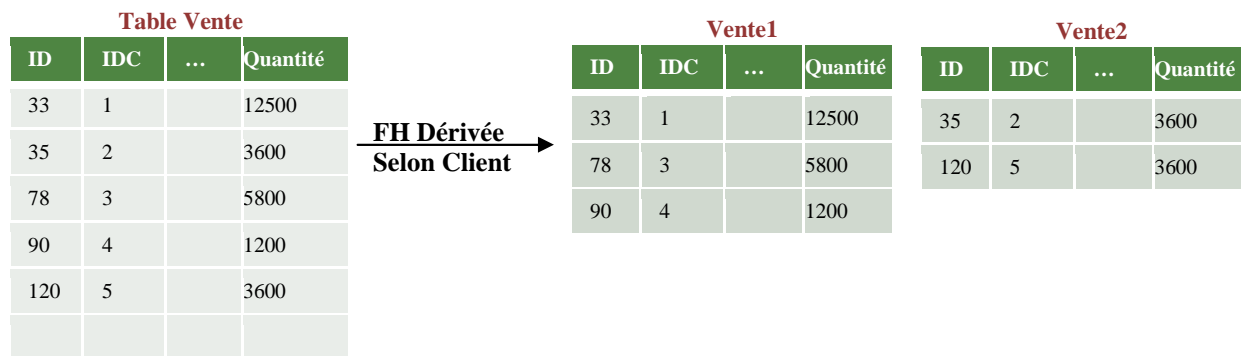 Table Vente
ID IDC … Quantité
33 1 12500
35 2 3600
78 3 5800
90 4 1200
120 5 3600
FH Dérivée
Selon Client
Vente1
ID IDC … Quantité
33 1 12500
78 3 5800
90 4 1200
Vente2
ID IDC … Quantité
35 2 3600
120 5 3600